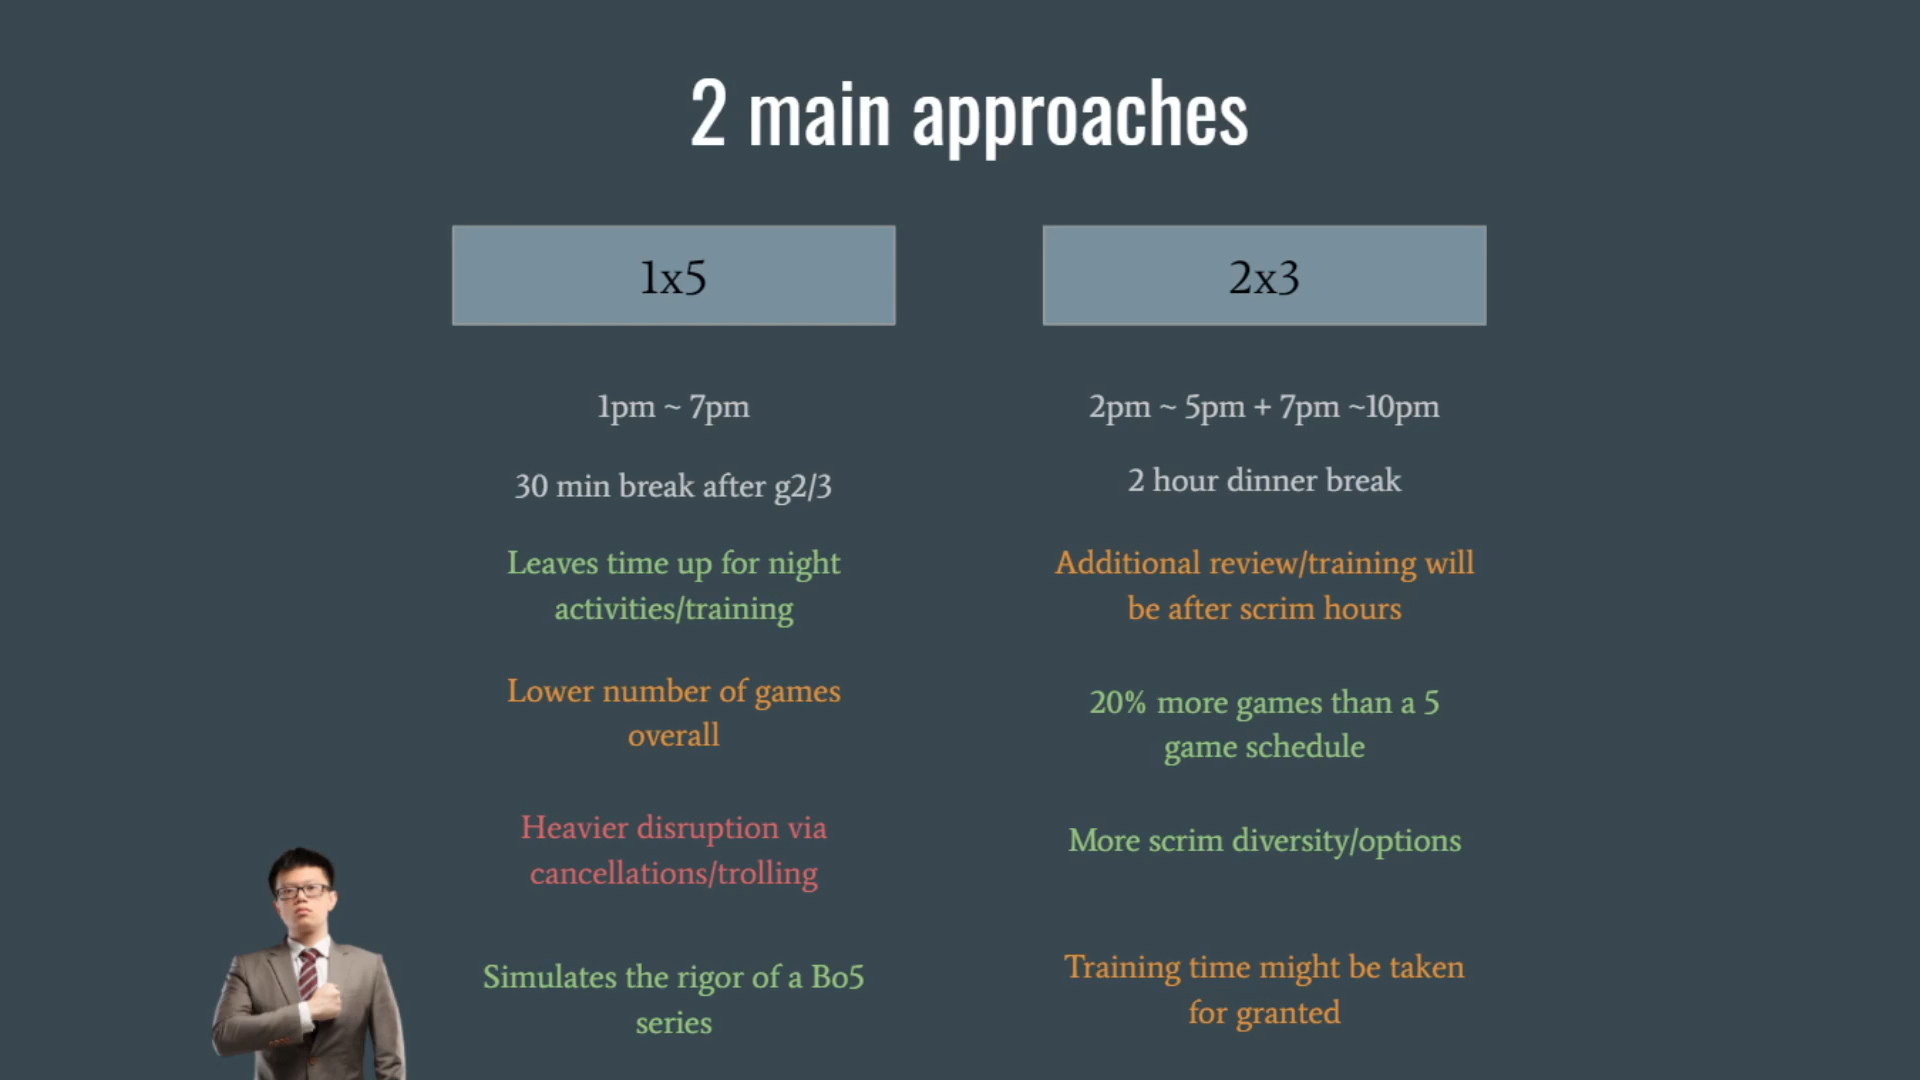 2 main approaches
1x5
1pm ~ 7pm
30 min break after g2/3
Leaves time up for night
activities/training
Lower number of games
overall
Heavier disruption via
cancellations/trolling
Simulates the rigor of a Bo5
series
2x3
2pm ~ 5pm + 7pm ~10pm
2 hour dinner break
Additional review/training will
be after scrim hours
20% more games than a 5
game schedule
More scrim diversity/options
Training time might be taken
for granted